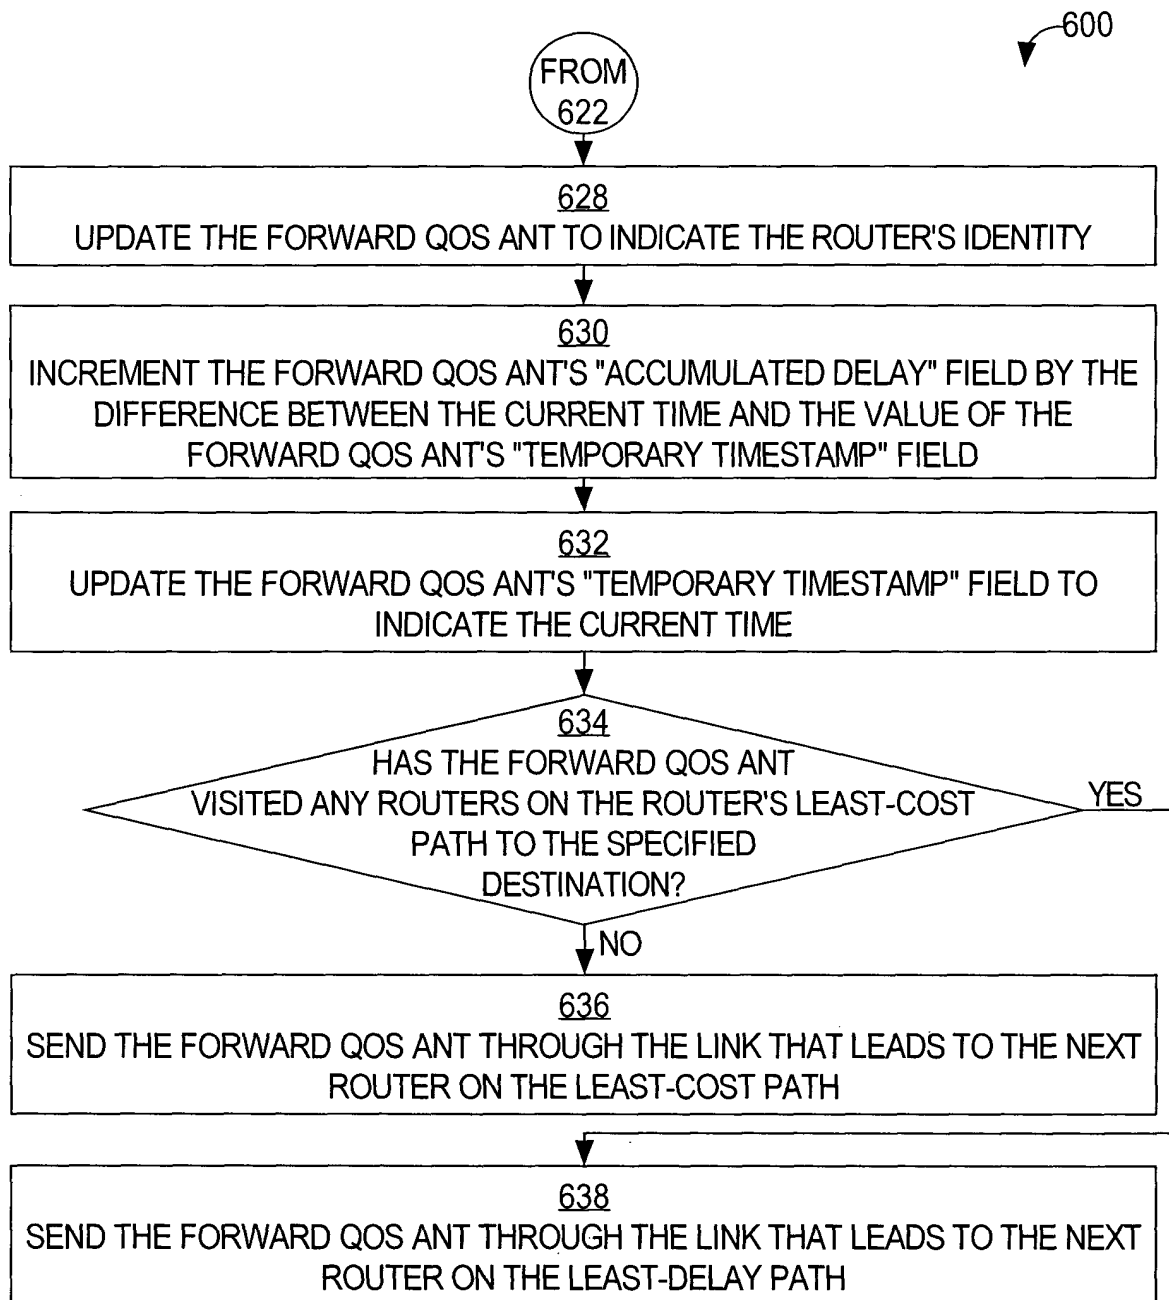 600
FROM
622
628
UPDATE THE FORWARD QOS ANT TO INDICATE THE ROUTER'S IDENTITY
630
INCREMENT THE FORWARD QOS ANT'S "ACCUMULATED DELAY" FIELD BY THE
DIFFERENCE BETWEEN THE CURRENT TIME AND THE VALUE OF THE
FORWARD QOS ANT'S "TEMPORARY TIMESTAMP" FIELD
632
UPDATE THE FORWARD QOS ANT'S "TEMPORARY TIMESTAMP" FIELD TO
INDICATE THE CURRENT TIME
634
HAS THE FORWARD QOS ANT
VISITED ANY ROUTERS ON THE ROUTER'S LEAST-COST
PATH TO THE SPECIFIED
DESTINATION?
YES
NO
636
SEND THE FORWARD QOS ANT THROUGH THE LINK THAT LEADS TO THE NEXT
ROUTER ON THE LEAST-COST PATH
638
SEND THE FORWARD QOS ANT THROUGH THE LINK THAT LEADS TO THE NEXT
ROUTER ON THE LEAST-DELAY PATH